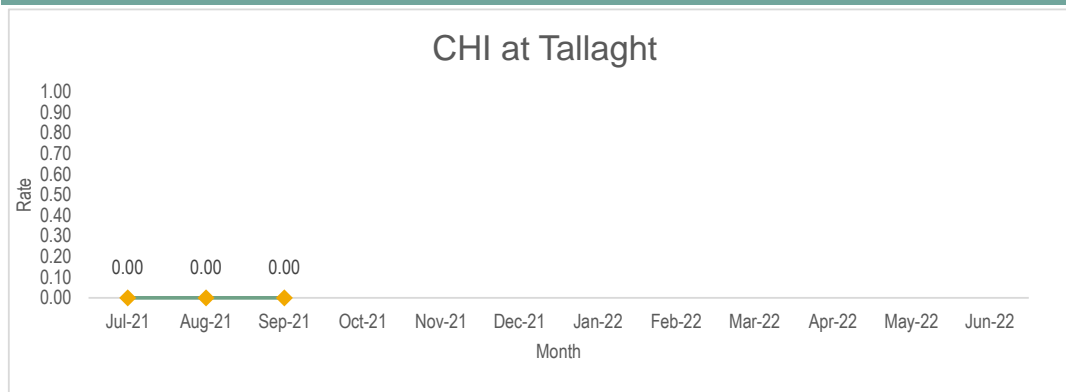 CHI at Tallaght
1.00
0.90
0.80
0.70
0.60
0.50
0.40
0.30
0.20
0.10
0.00
Rate
0.00 0.00 0.00
Jul-21 Aug-21 Sep-21 Oct-21 Nov-21 Dec-21 Jan-22 Feb-22 Mar-22 Apr-22 May-22 Jun-22
Month